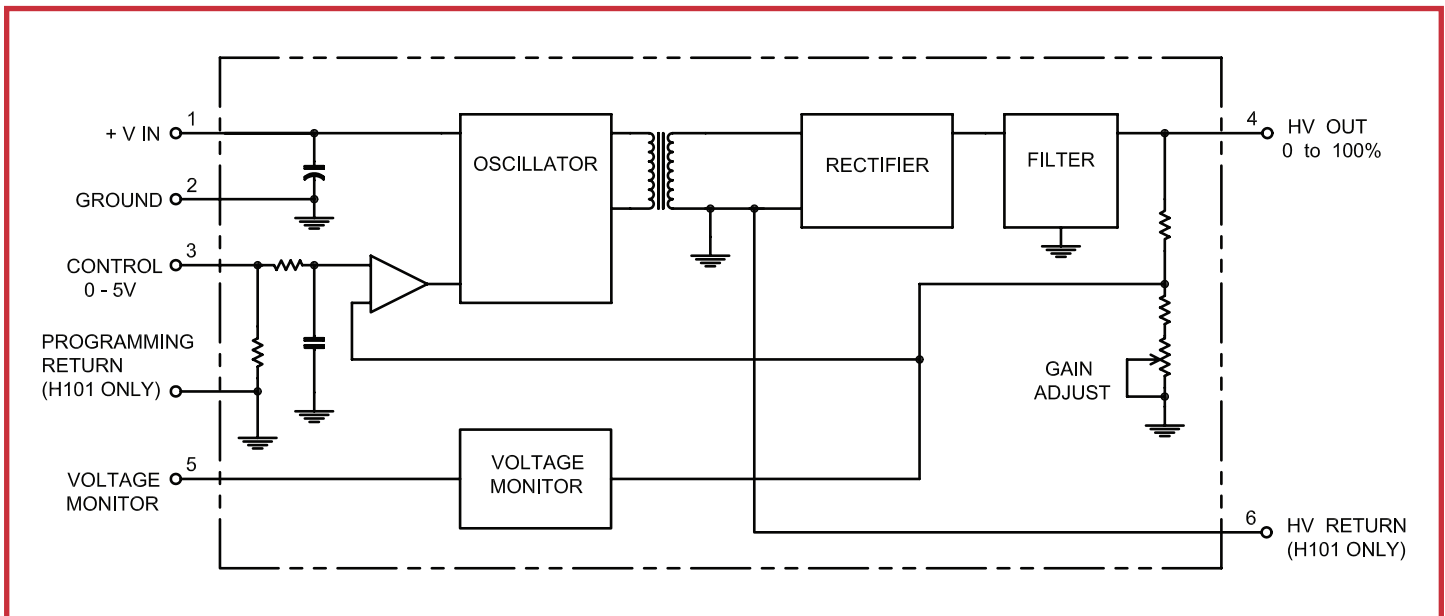 1
+ V IN
2
GROUND
3
CONTROL
0 - 5V
PROGRAMMING
RETURN
(H101 ONLY)
5
VOLTAGE
MONITOR
OSCILLATOR
VOLTAGE
MONITOR
RECTIFIER
FILTER
GAIN
ADJUST
4
HV OUT
0 to 100%
6
HV RETURN
(H101 ONLY)